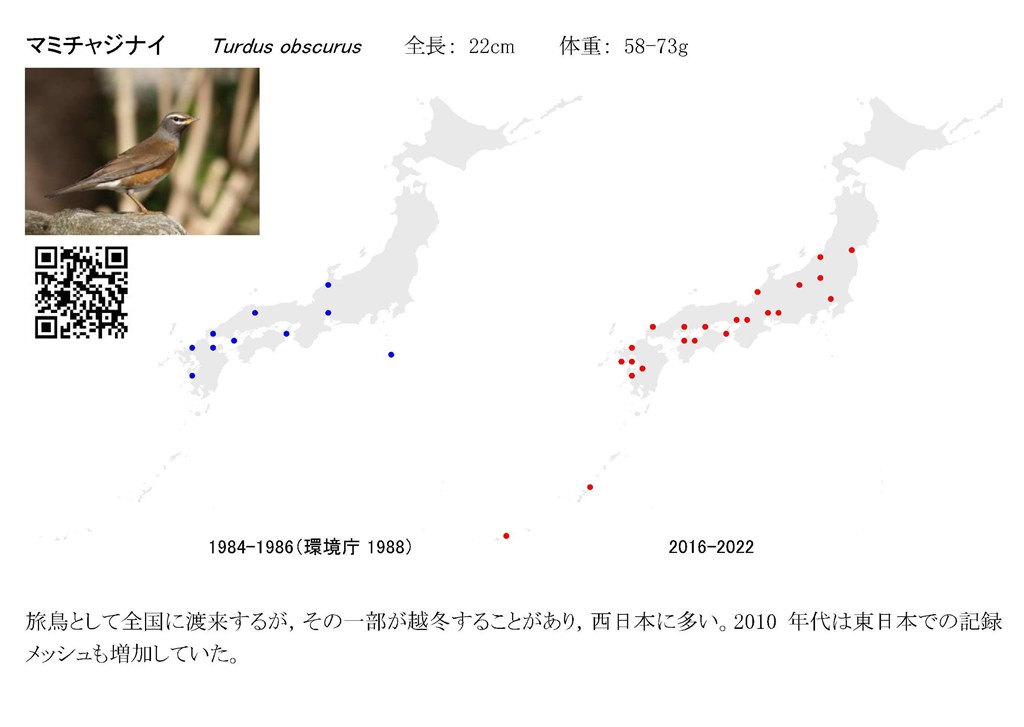 マミチャジナイ Turdus obscurus 全長: 22cm 体重: 58-73g
1984-1986(環境庁 1988)
2016-2022
旅鳥として全国に渡来するが,その一部が越冬することがあり,西日本に多い。2010 年代は東日本での記録
メッシュも増加していた。